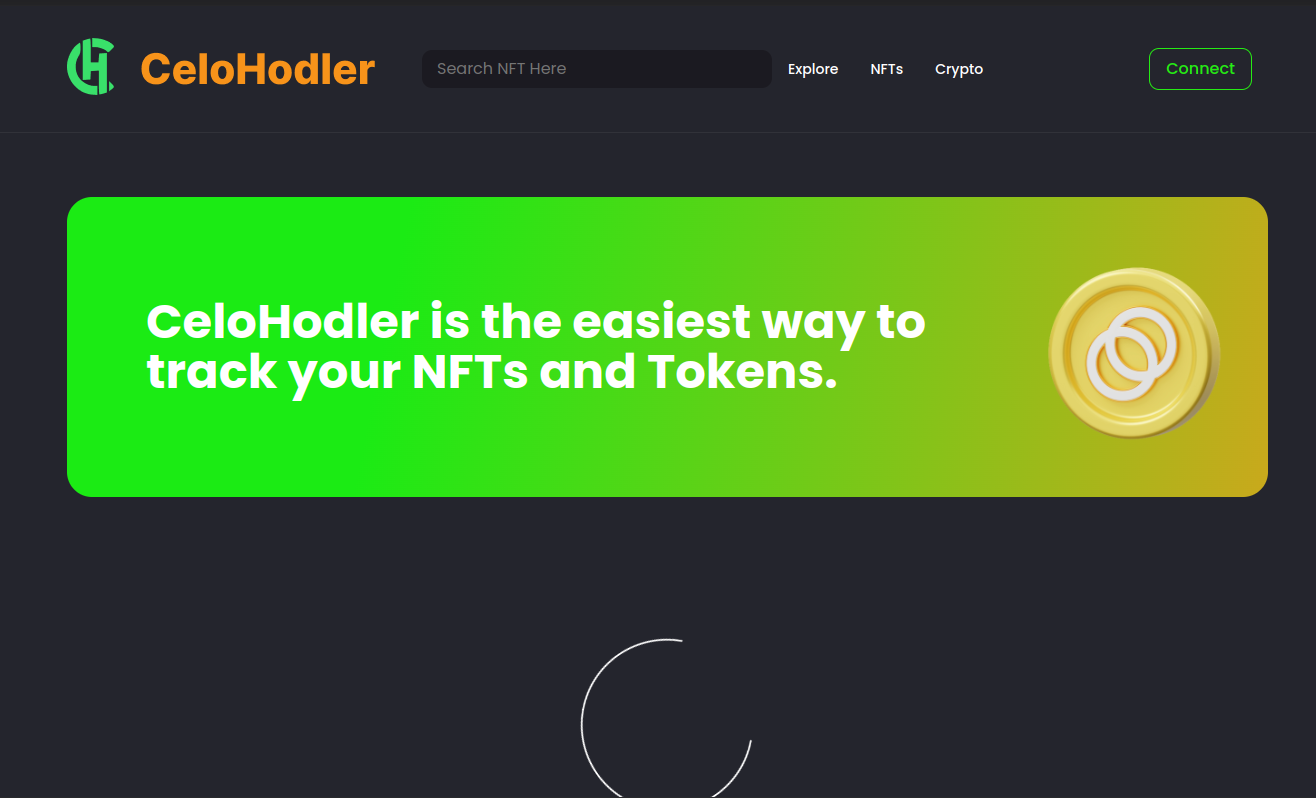 CeloHodler
Search NFT Here
Explore
NFTs
Crypto
Connect
CeloHodler is the easiest way to
track your NFTs and Tokens.